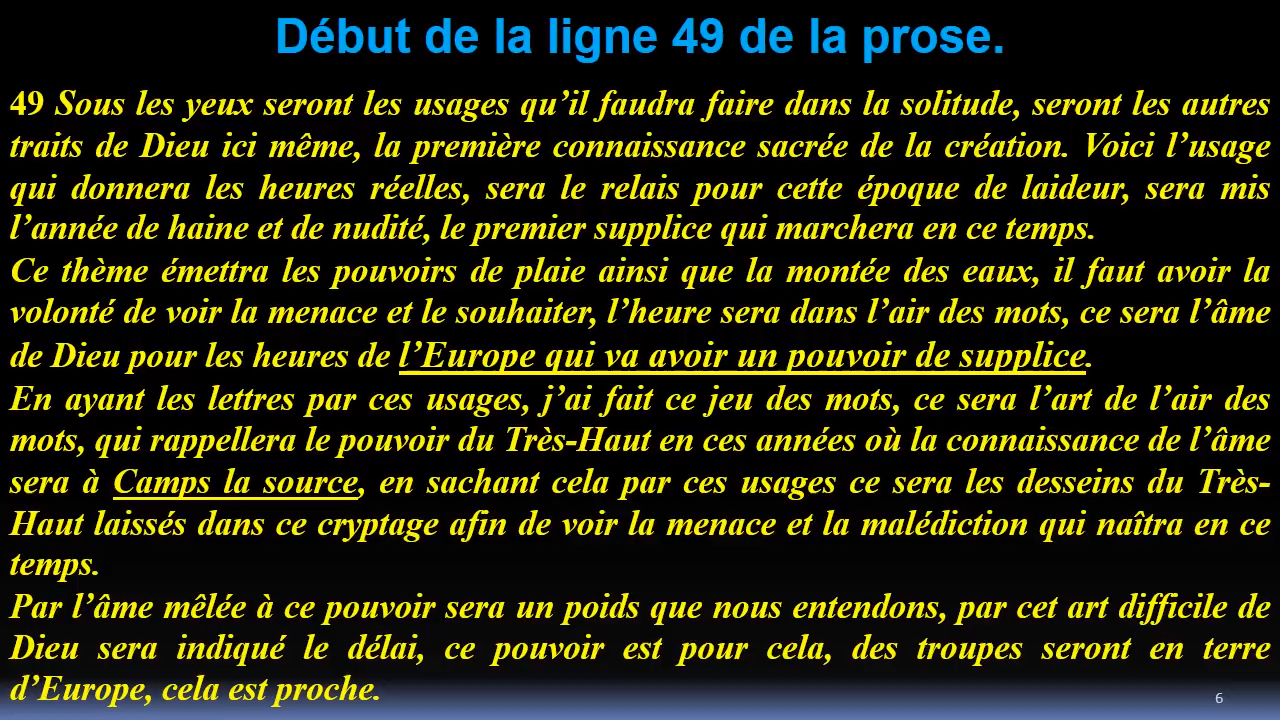 Début de la ligne 49 de la prose.
49 Sous les yeux seront les usages qu’il faudra faire dans la solitude, seront les autres
traits de Dieu ici même, la première connaissance sacrée de la création. Voici l’usage
qui donnera les heures réelles, sera le relais pour cette époque de laideur, sera mis
l’année de haine et de nudité, le premier supplice qui marchera en ce temps.
Ce thème émettra les pouvoirs de plaie ainsi que la montée des eaux, il faut avoir la
volonté de voir la menace et le souhaiter, l’heure sera dans l’air des mots, ce sera l’âme
de Dieu pour les heures de l’Europe qui va avoir un pouvoir de supplice.
En ayant les lettres par ces usages, j’ai fait ce jeu des mots, ce sera l’art de l’air des
mots, qui rappellera le pouvoir du Très-Haut en ces années où la connaissance de l’âme
sera à Camps la source, en sachant cela par ces usages ce sera les desseins du Très-
Haut laissés dans ce cryptage afin de voir la menace et la malédiction qui naîtra en ce
temps.
Par l’âme mêlée à ce pouvoir sera un poids que nous entendons, par cet art difficile de
Dieu sera indiqué le délai, ce pouvoir est pour cela, des troupes seront en terre
d’Europe, cela est proche.
6